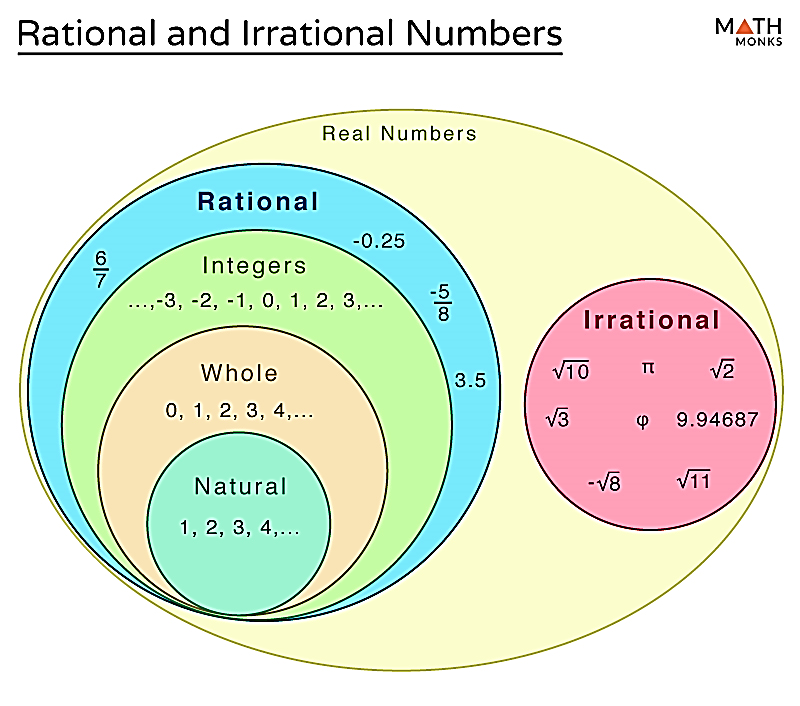 Rational and Irrational Numbers
MATH
MONKS
Real Numbers
Rational
-0.25
6/7
Integers
...,-3, -2, -1, 0, 1, 2, 3,...
-5/8
Whole
3.5
0, 1, 2, 3, 4,...
Natural
1, 2, 3, 4,...
Irrational
√10 π √2
√3 φ 9.94687
-√8 √11